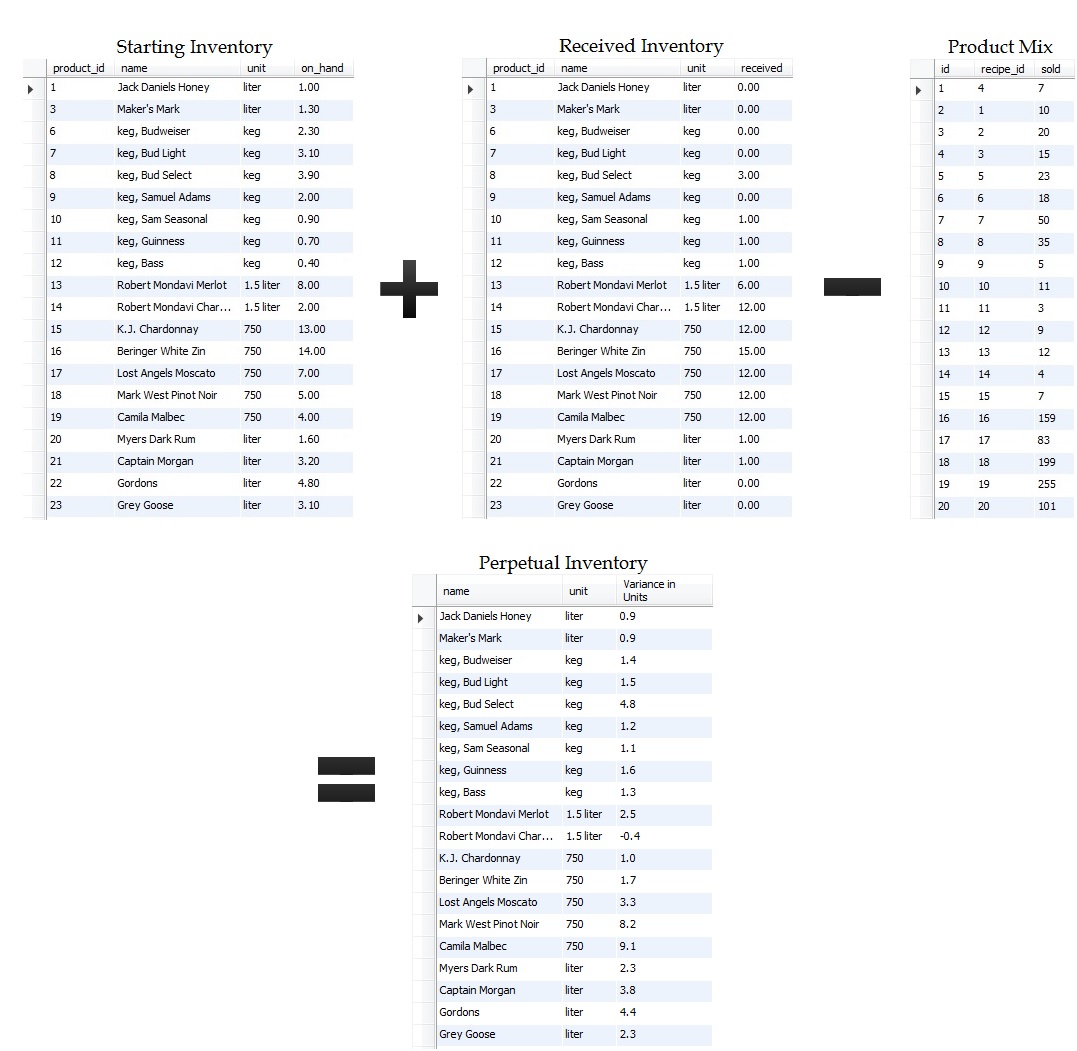 Starting Inventory
product_id name unit on_hand
1 Jack Daniels Honey liter 1.00
3 Maker's Mark liter 1.30
6 keg, Budweiser keg 2.30
7 keg, Bud Light keg 3.10
8 keg, Bud Select keg 3.90
9 keg, Samuel Adams keg 2.00
10 keg, Sam Seasonal keg 0.90
11 keg, Guinness keg 0.70
12 keg, Bass keg 0.40
13 Robert Mondavi Merlot 1.5 liter 8.00
14 Robert Mondavi Char... 1.5 liter 2.00
15 K.J. Chardonnay 750 13.00
16 Beringer White Zin 750 14.00
17 Lost Angels Moscato 750 7.00
18 Mark West Pinot Noir 750 5.00
19 Camila Malbec 750 4.00
20 Myers Dark Rum liter 1.60
21 Captain Morgan liter 3.20
22 Gordons liter 4.80
23 Grey Goose liter 3.10
+
Received Inventory
product_id name unit received
1 Jack Daniels Honey liter 0.00
3 Maker's Mark liter 0.00
6 keg, Budweiser keg 0.00
7 keg, Bud Light keg 0.00
8 keg, Bud Select keg 3.00
9 keg, Samuel Adams keg 0.00
10 keg, Sam Seasonal keg 1.00
11 keg, Guinness keg 1.00
12 keg, Bass keg 1.00
13 Robert Mondavi Merlot 1.5 liter 6.00
14 Robert Mondavi Char... 1.5 liter 12.00
15 K.J. Chardonnay 750 12.00
16 Beringer White Zin 750 15.00
17 Lost Angels Moscato 750 12.00
18 Mark West Pinot Noir 750 12.00
19 Camila Malbec 750 12.00
20 Myers Dark Rum liter 1.00
21 Captain Morgan liter 1.00
22 Gordons liter 0.00
23 Grey Goose liter 0.00
-
Product Mix
id recipe_id sold
1 4 7
2 1 10
3 2 20
4 3 15
5 5 23
6 6 18
7 7 50
8 8 35
9 9 5
10 10 11
11 11 3
12 12 9
13 13 12
14 14 4
15 15 7
16 16 159
17 17 83
18 18 199
19 19 255
20 20 101
=
Perpetual Inventory
name unit Variance in
Units
Jack Daniels Honey liter 0.9
Maker's Mark liter 0.9
keg, Budweiser keg 1.4
keg, Bud Light keg 1.5
keg, Bud Select keg 4.8
keg, Samuel Adams keg 1.2
keg, Sam Seasonal keg 1.1
keg, Guinness keg 1.6
keg, Bass keg 1.3
Robert Mondavi Merlot 1.5 liter 2.5
Robert Mondavi Char... 1.5 liter -0.4
K.J. Chardonnay 750 1.0
Beringer White Zin 750 1.7
Lost Angels Moscato 750 3.3
Mark West Pinot Noir 750 8.2
Camila Malbec 750 9.1
Myers Dark Rum liter 2.3
Captain Morgan liter 3.8
Gordons liter 4.4
Grey Goose liter 2.3